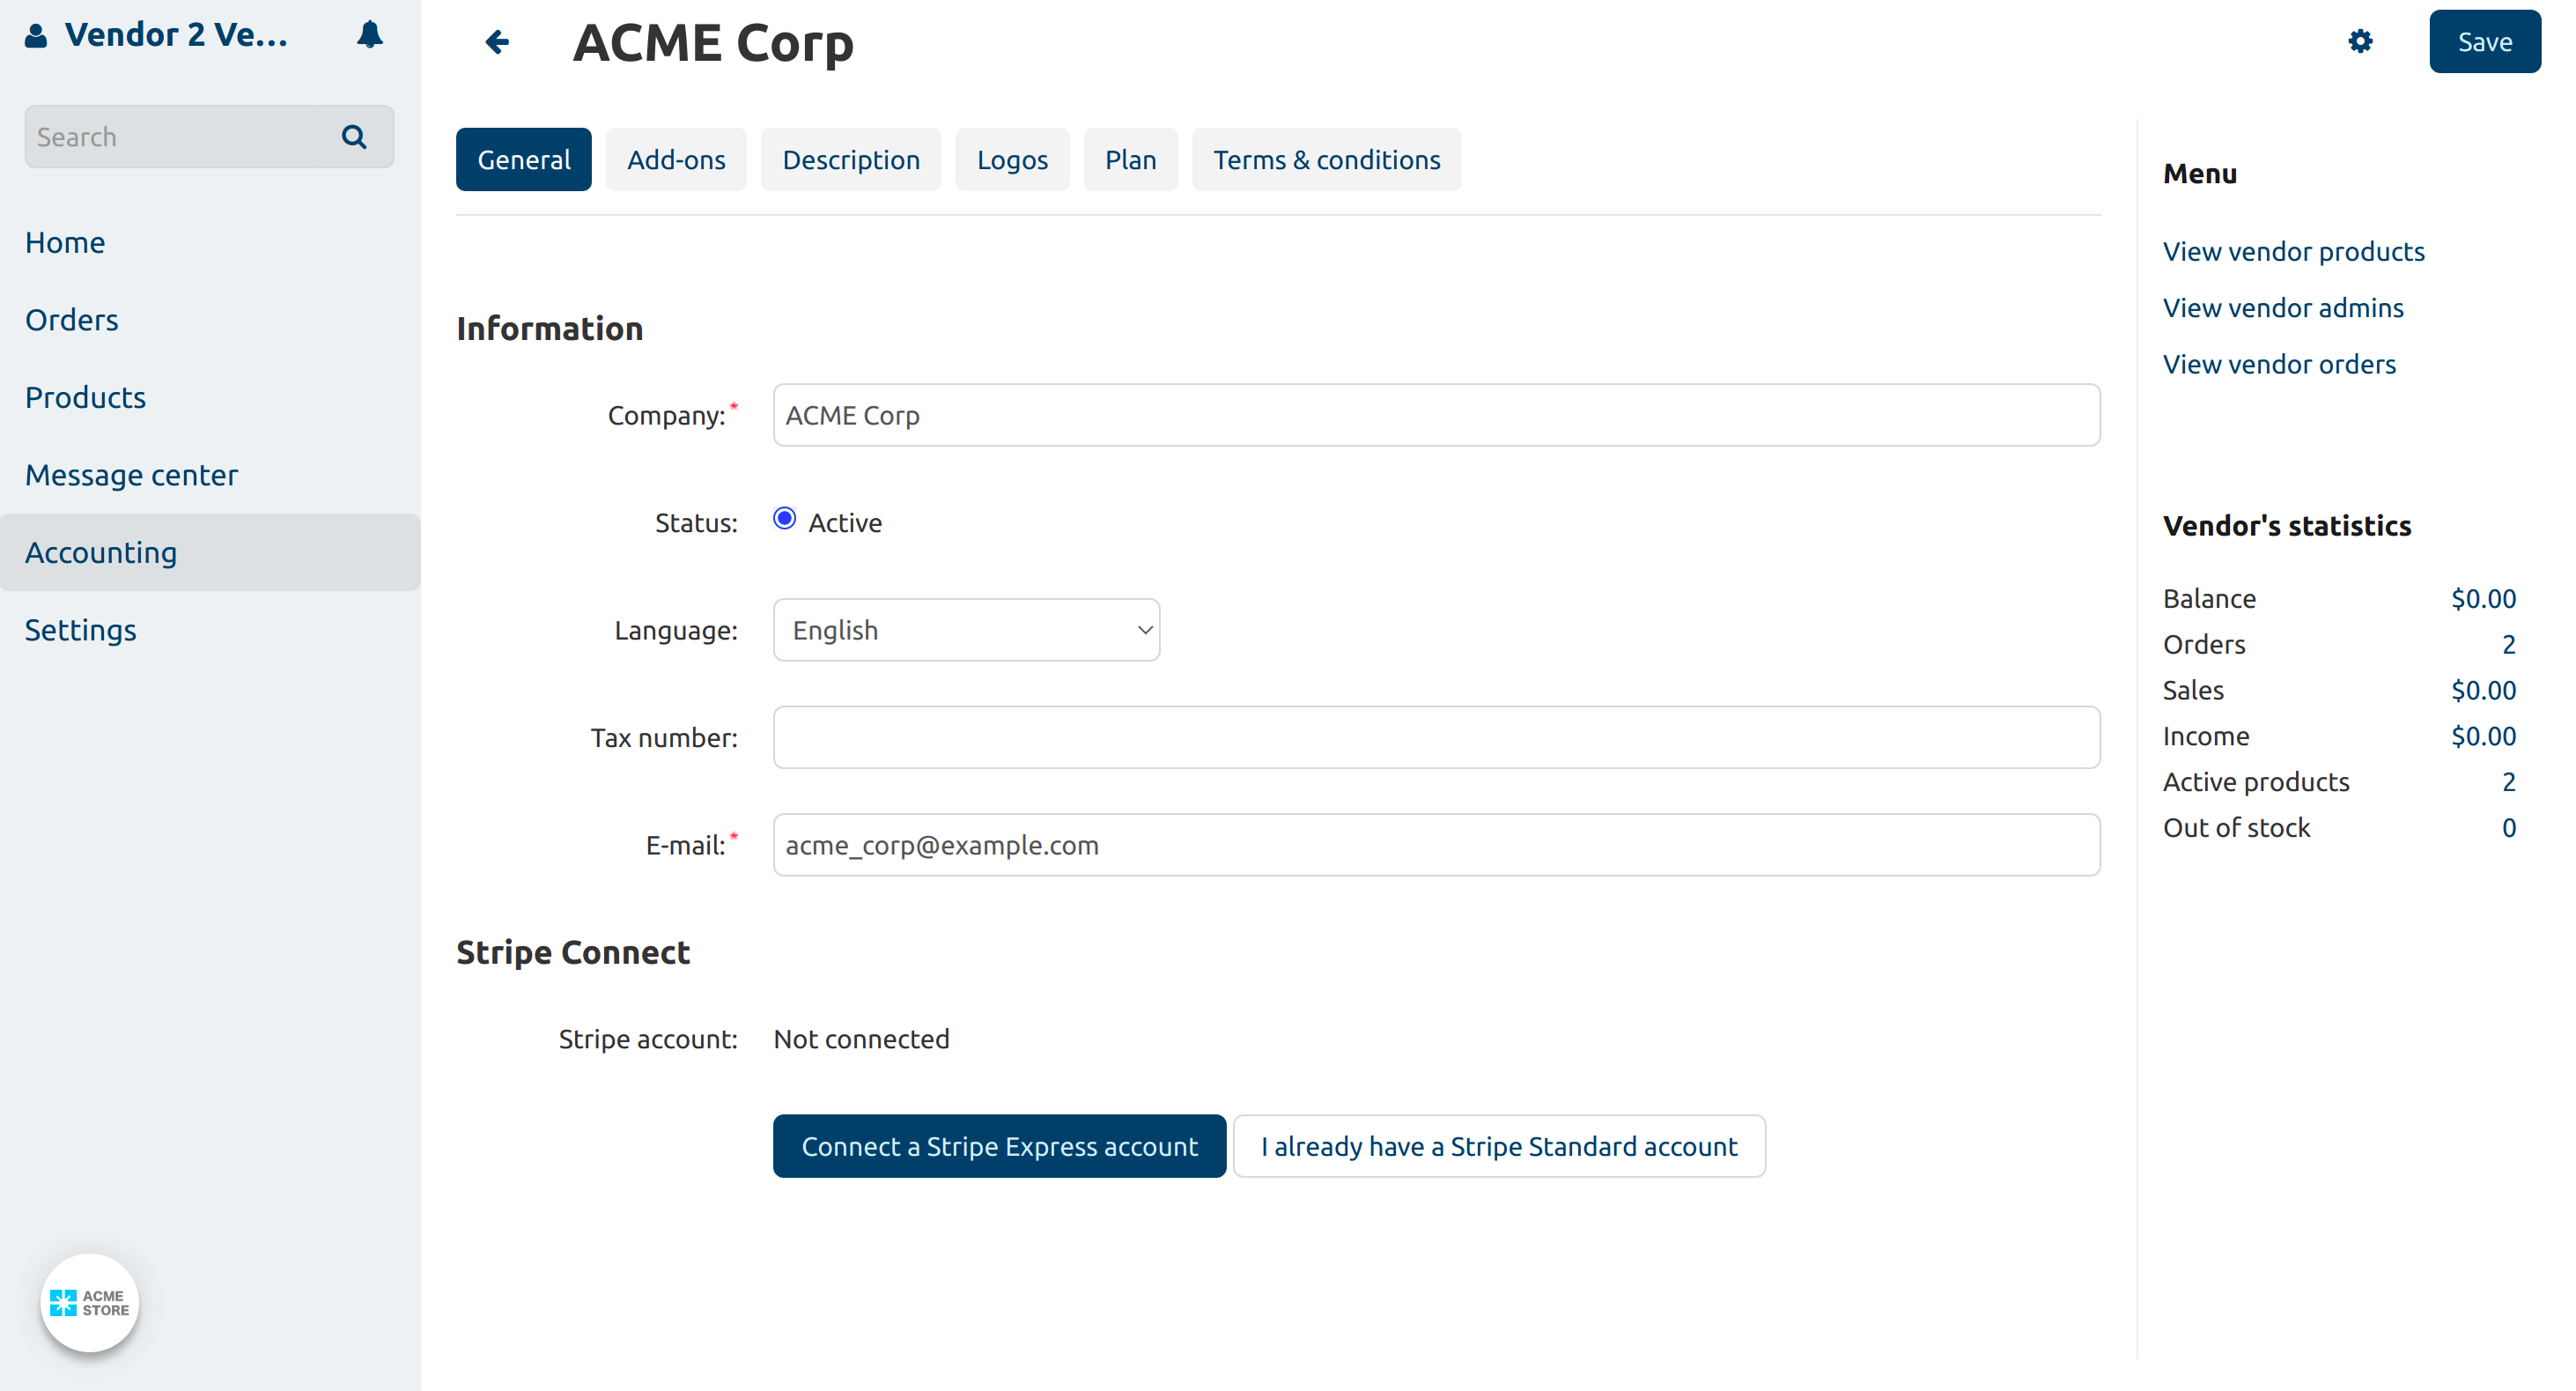 Vendor 2 Ve...
Search
Home
Orders
Products
Message center
Accounting
Settings
ACME
STORE
ACME Corp
Save
General
Add-ons
Description
Logos
Plan
Terms & conditions
Information
Company:*
ACME Corp
Status:
Active
Language:
English
Tax number:
E-mail:*
acme_corp@example.com
Stripe Connect
Stripe account:
Not connected
Connect a Stripe Express account
I already have a Stripe Standard account
Menu
View vendor products
View vendor admins
View vendor orders
Vendor's statistics
Balance $0.00
Orders 2
Sales $0.00
Income $0.00
Active products 2
Out of stock 0